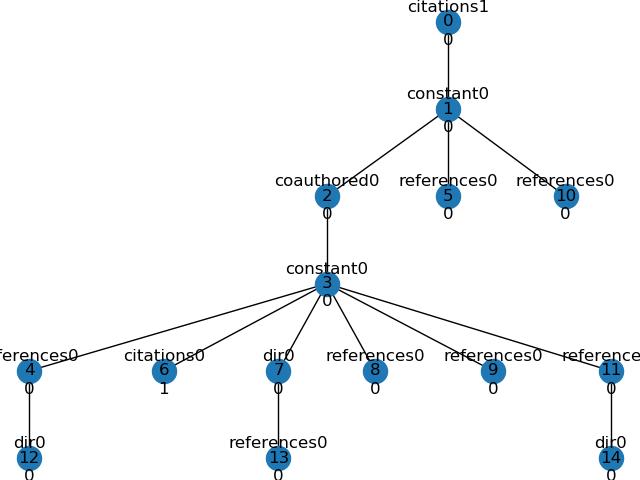 citations1
0
0
constant0
1
0
coauthored0 references0 references0
2 5 10
0 0 0
constant0
3
0
ferences0 citations0 dir0 references0 references0 reference
4 6 7 8 9 11
0 1 0 0 0 0
dir0 references0 dir0
12 13 14
0 0 0